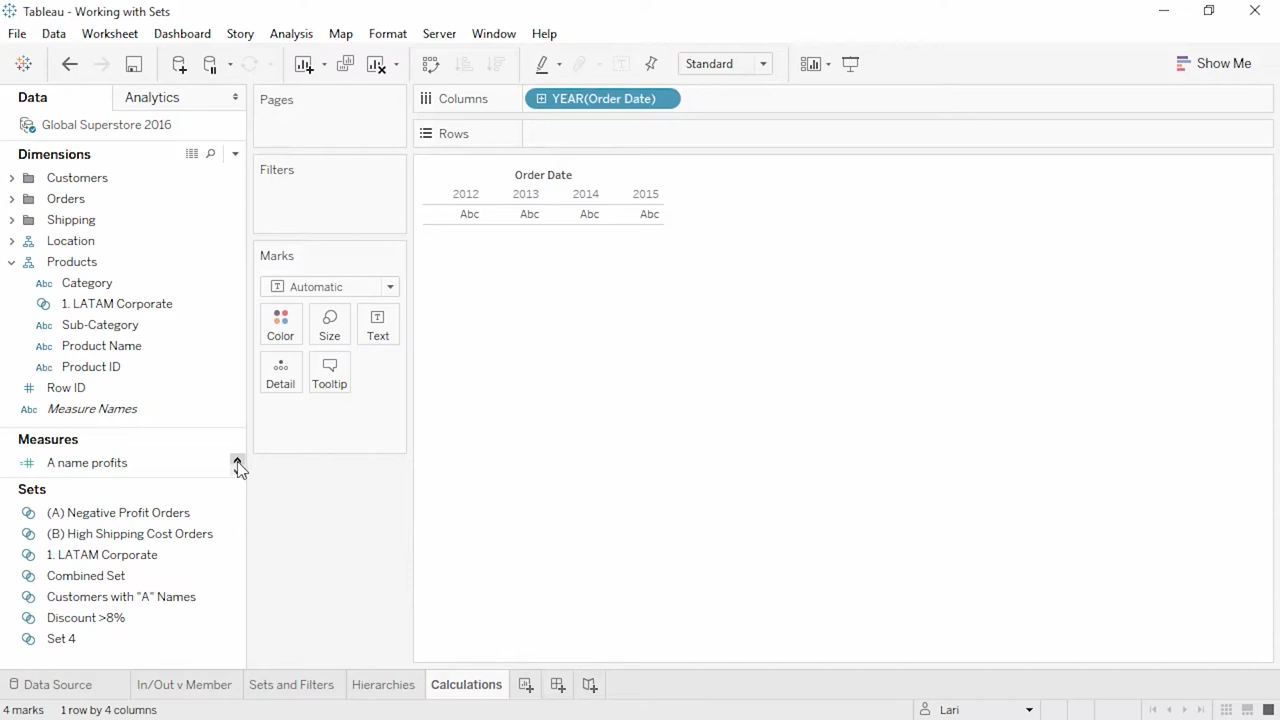 Tableau - Working with Sets
File Data Worksheet Dashboard Story Analysis Map Format Server Window Help
Standard
Show Me
Data
Analytics
Global Superstore 2016
Dimensions
Customers
Orders
Shipping
Location
Products
Abc Category
1. LATAM Corporate
Abc Sub-Category
Abc Product Name
Abc Product ID
# Row ID
Abc Measure Names
Measures
=# A name profits
Sets
(A) Negative Profit Orders
(B) High Shipping Cost Orders
1. LATAM Corporate
Combined Set
Customers with "A" Names
Discount >8%
Set 4
Pages
Filters
Marks
T Automatic
Color Size Text
Detail Tooltip
Columns YEAR(Order Date)
Rows
Order Date
2012 2013 2014 2015
Abc Abc Abc Abc
Data Source In/Out v Member Sets and Filters Hierarchies Calculations
4 marks 1 row by 4 columns Lari